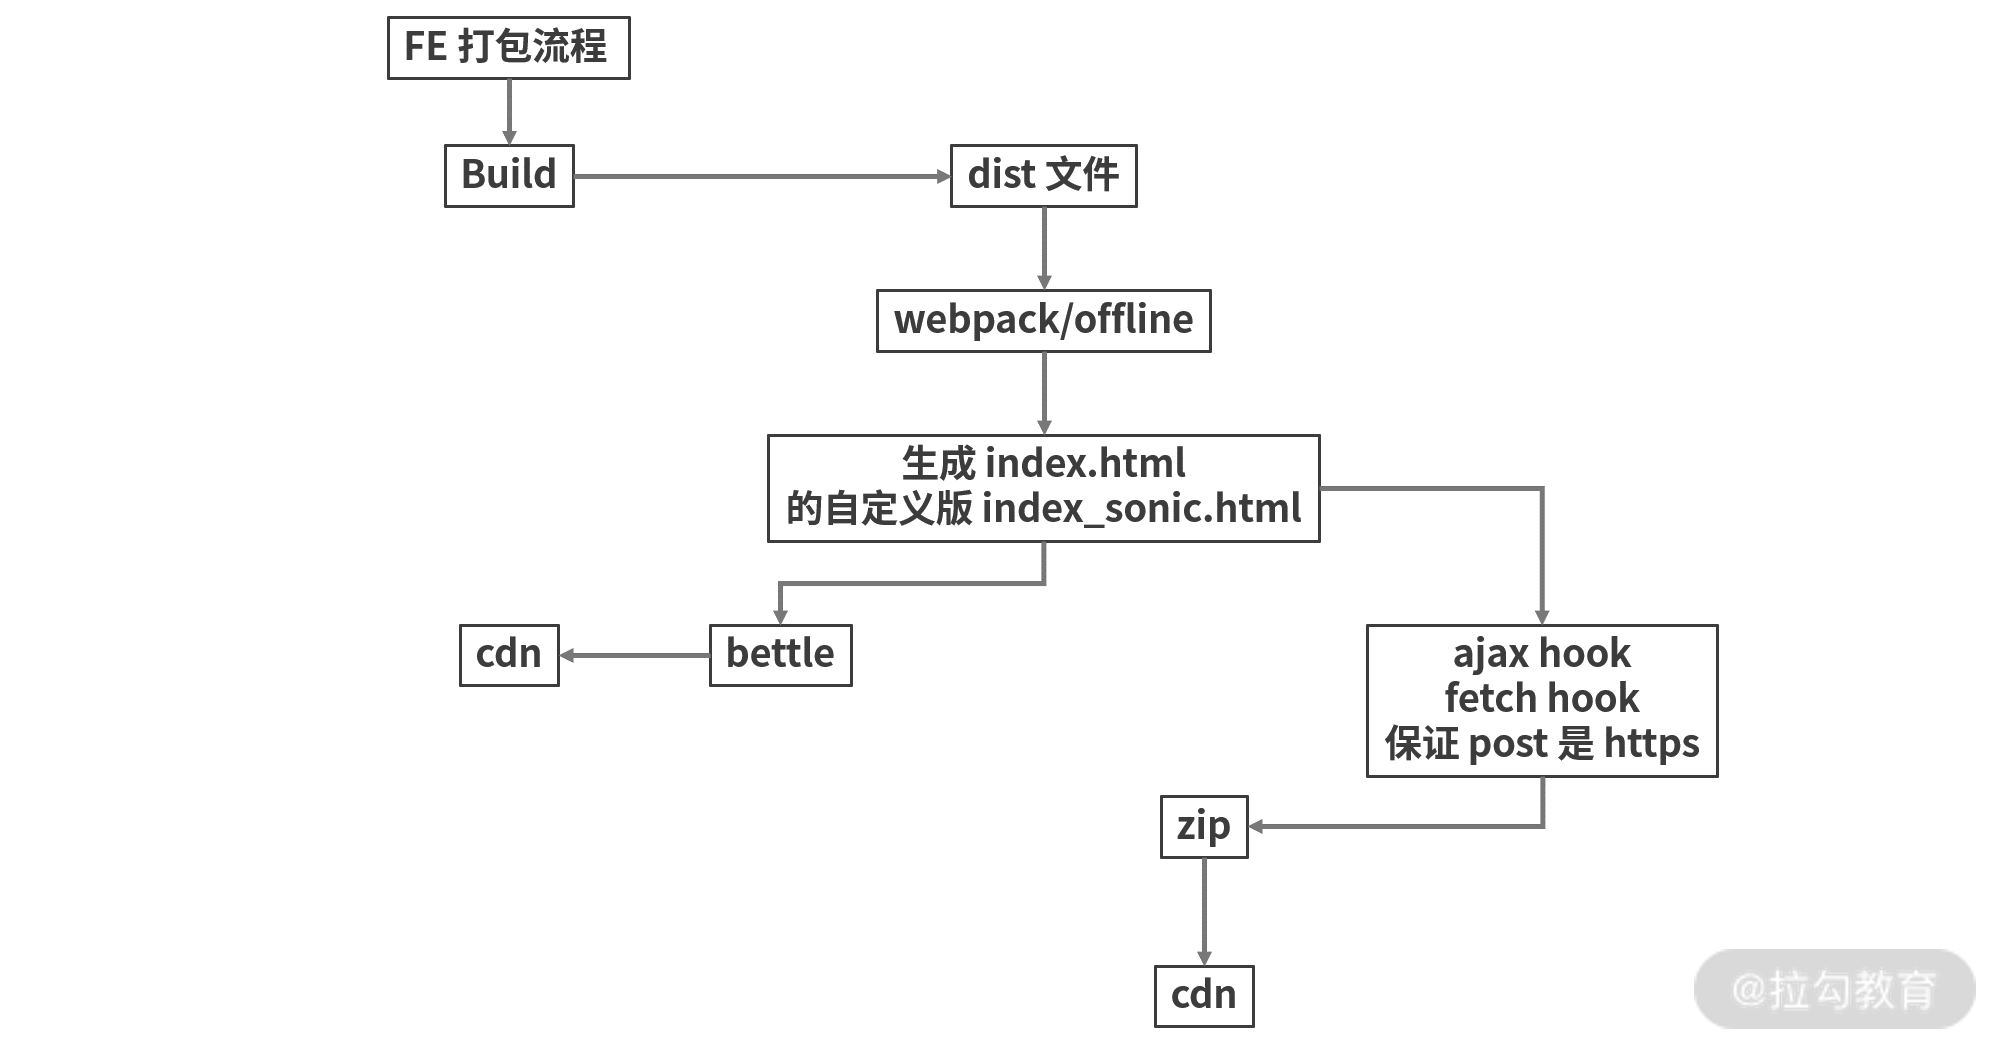 FE 打包流程
Build
dist 文件
webpack/offline
生成 index.html
的自定义版 index_sonic.html
cdn
bettle
ajax hook
fetch hook
保证 post 是 https
zip
cdn
@拉勾教育